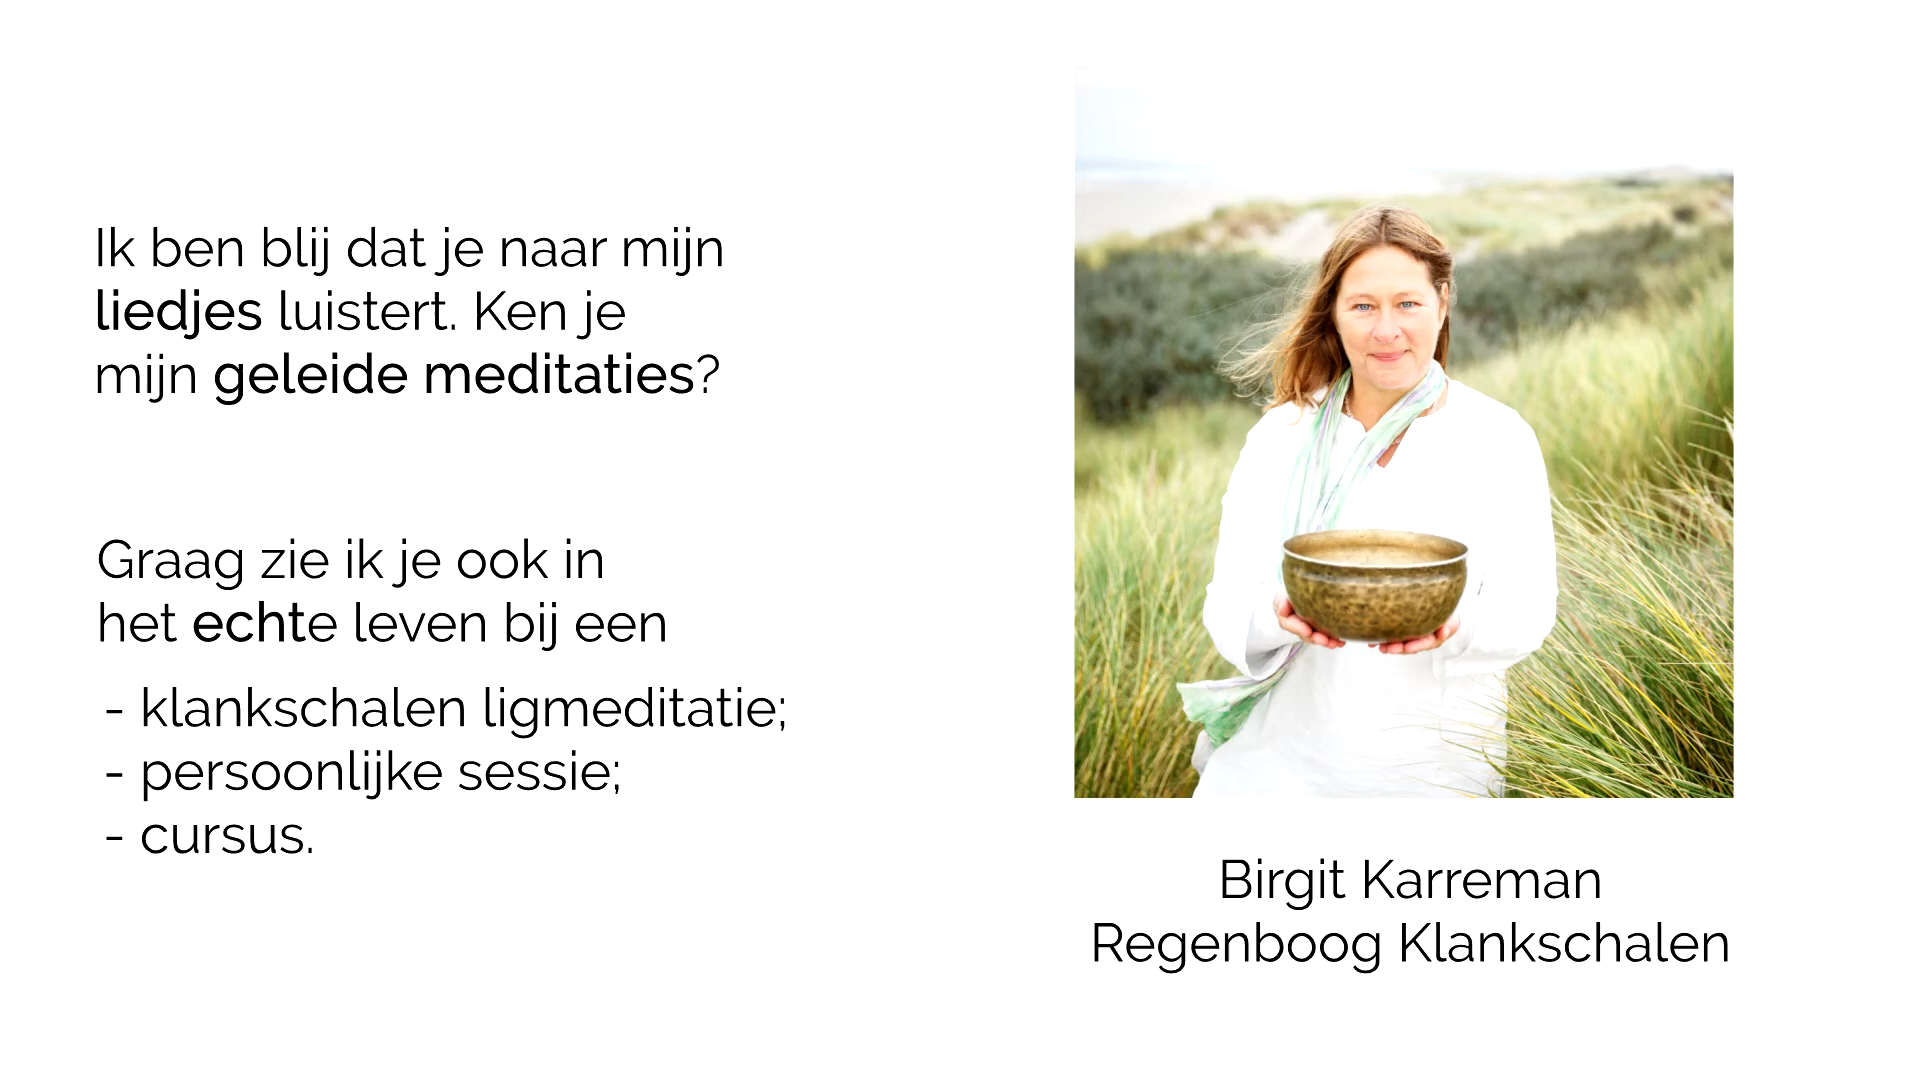 Ik ben blij dat je naar mijn
liedjes luistert. Ken je
mijn geleide meditaties?
Graag zie ik je ook in
het echte leven bij een
- klankschalen ligmeditatie;
- persoonlijke sessie;
- cursus.
Birgit Karreman
Regenboog Klankschalen